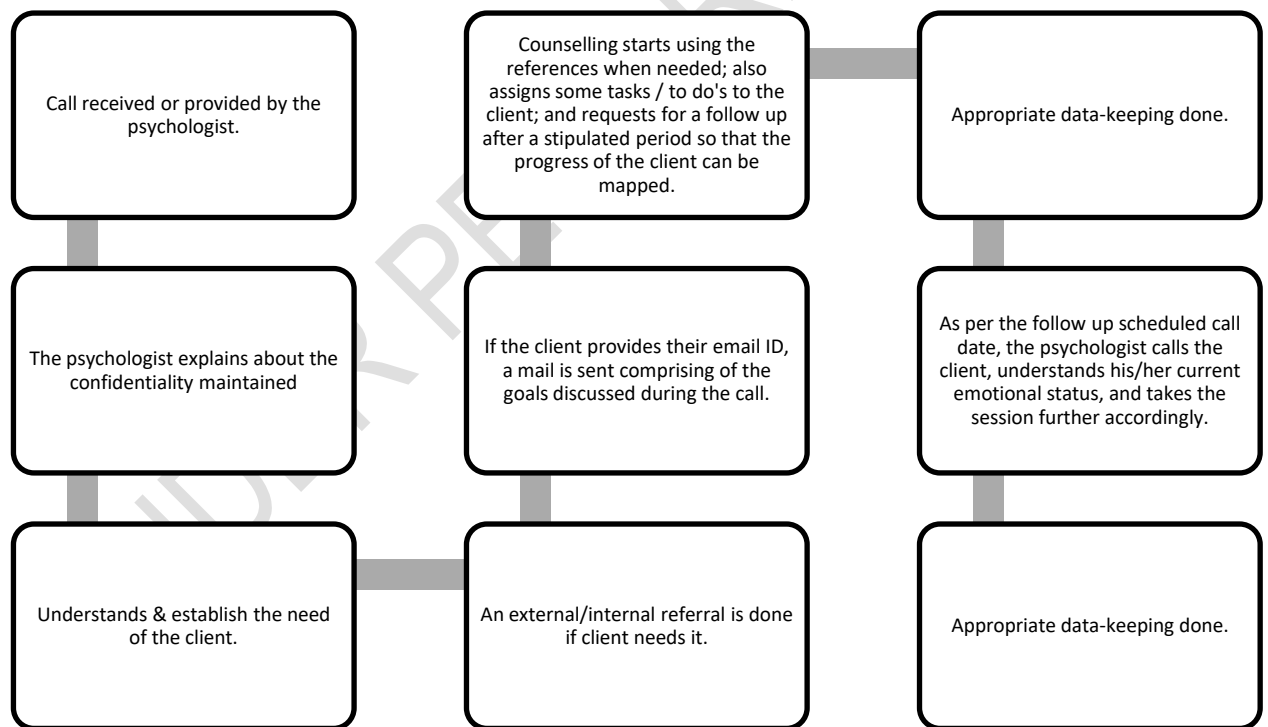 Call received or provided by the
psychologist.
The psychologist explains about the
confidentiality maintained
Understands & establish the need
of the client.
An external/internal referral is done
if client needs it.
If the client provides their email ID,
a mail is sent comprising of the
goals discussed during the call.
Counselling starts using the
references when needed; also
assigns some tasks / to do's to the
client; and requests for a follow up
after a stipulated period so that the
progress of the client can be
mapped.
Appropriate data-keeping done.
As per the follow up scheduled call
date, the psychologist calls the
client, understands his/her current
emotional status, and takes the
session further accordingly.
Appropriate data-keeping done.